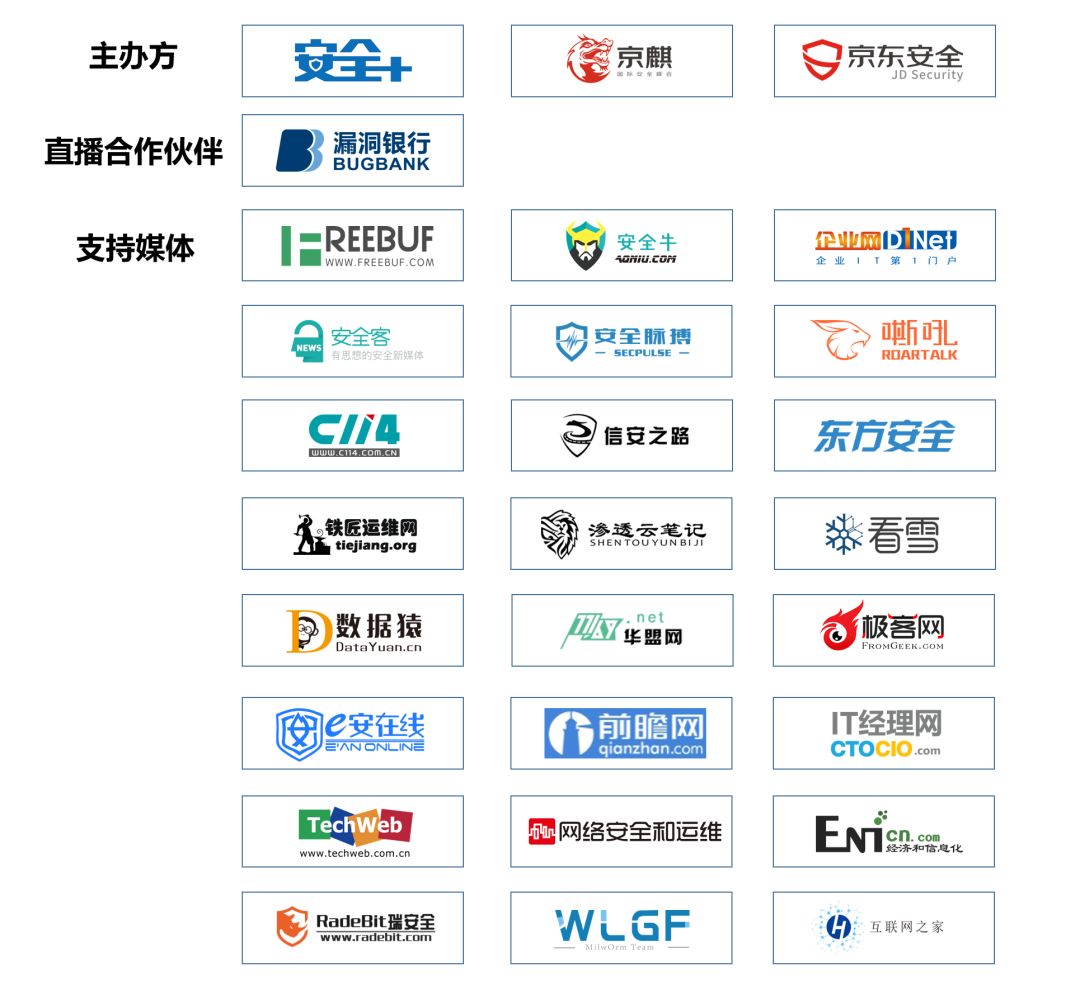 主办方
安全+
京麒
国际安全峰会
京东安全
JD Security
直播合作伙伴
漏洞银行
BUGBANK
支持媒体
FREEBUF
WWW.FREEBUF.COM
安全牛
AQNIU.COM
企业网D1Net
企业IT第1门户
NEWS
安全客
有思想的安全新媒体
安全脉搏
SECPULSE
嘶吼
ROARTALK
C114
WWW.C114.COM.CN
信安之路
东方安全
铁匠运维网
tiejiang.org
渗透云笔记
SHENTOUYUNBIJI
看雪
数据猿
DataYuan.cn
.net
华盟网
极客网
FROMGEEK.COM
e安在线
E'AN ONLINE
前瞻网
qianzhan.com
IT经理网
CTOCIO.com
TechWeb
www.techweb.com.cn
网络安全和运维
ENicn.com
经济和信息化
RadeBit瑞安全
www.radebit.com
WLGF
MilwOrm Team
互联网之家